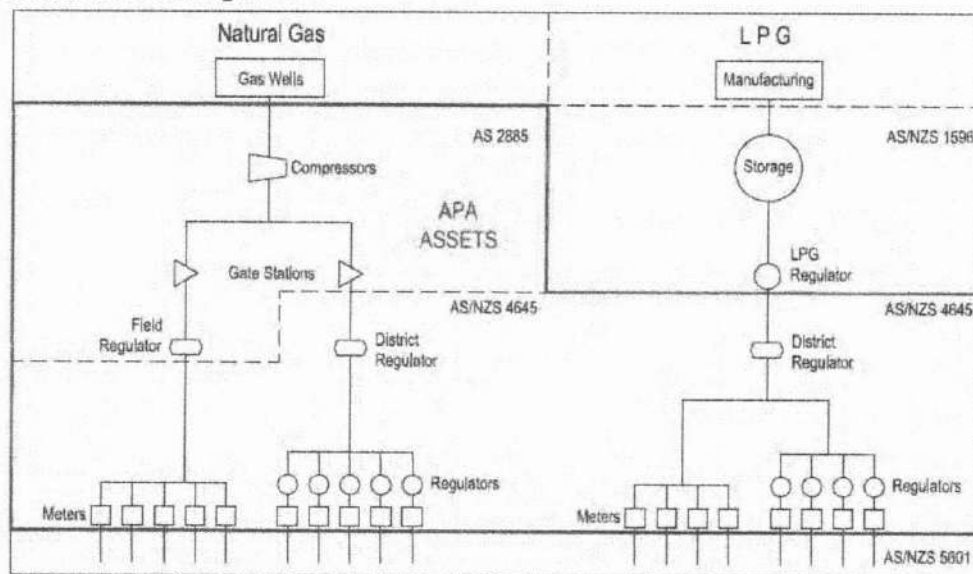 Natural Gas
LPG
Gas Wells
Manufacturing
AS 2885
AS/NZS 1596
Compressors
Storage
APA
ASSETS
Gate Stations
LPG
Regulator
AS/NZS 4645
AS/NZS 4645
Field
Regulator
District
Regulator
District
Regulator
Regulators
Regulators
Meters
Meters
AS/NZS 5601